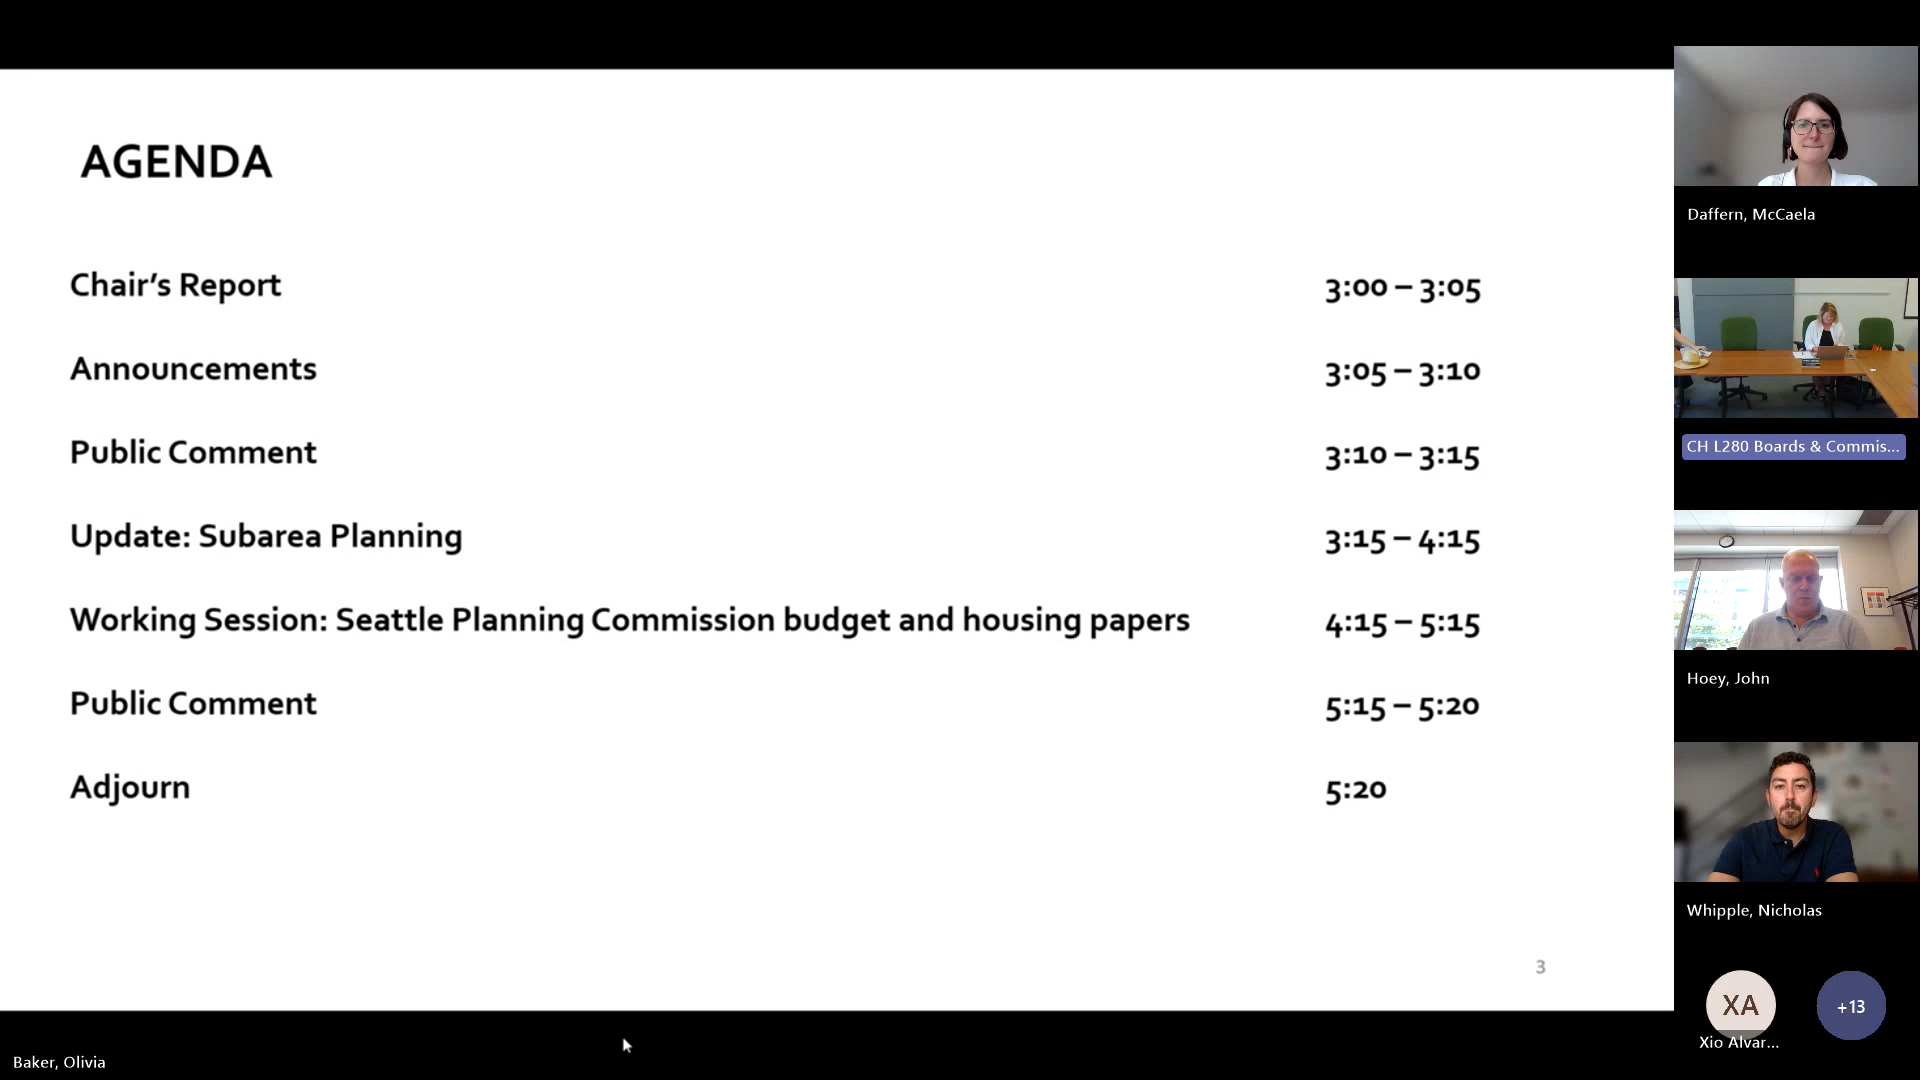 AGENDA
Chair's Report 3:00 – 3:05
Announcements 3:05 – 3:10
Public Comment 3:10 – 3:15
Update: Subarea Planning 3:15 – 4:15
Working Session: Seattle Planning Commission budget and housing papers 4:15 – 5:15
Public Comment 5:15 – 5:20
Adjourn 5:20
3
Baker, Olivia
Daffern, McCaela
CH L280 Boards & Commis...
Hoey, John
Whipple, Nicholas
XA
Xio Alvar...
+13